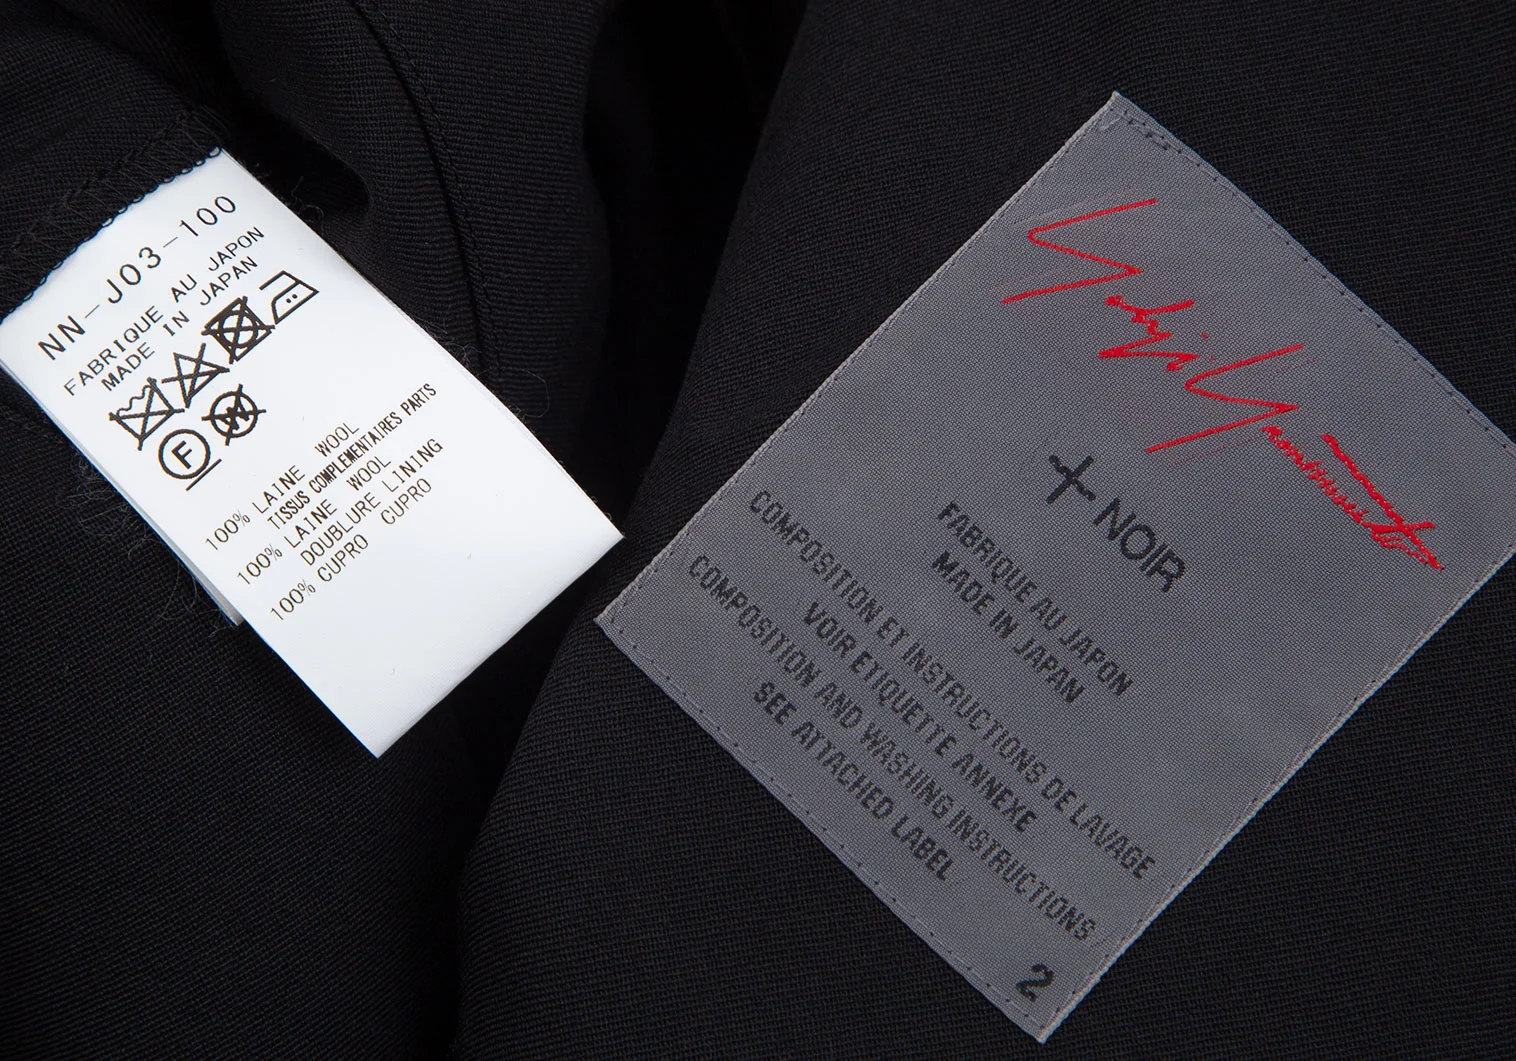 NN-J03-100
FABRIQUE AU JAPON
MADE IN JAPAN
F
W
100% LAINE WOOL
TISSUS COMPLEMENTAIRES PARTS
100% LAINE WOOL
DOUBLURE LINING
100% CUPRO CUPRO
Yohji Yamamoto
+NOIR
FABRIQUE AU JAPON
MADE IN JAPAN
COMPOSITION ET INSTRUCTIONS DE LAVAGE
VOIR ETIQUETTE ANNEXE
COMPOSITION AND WASHING INSTRUCTIONS
SEE ATTACHED LABEL
2